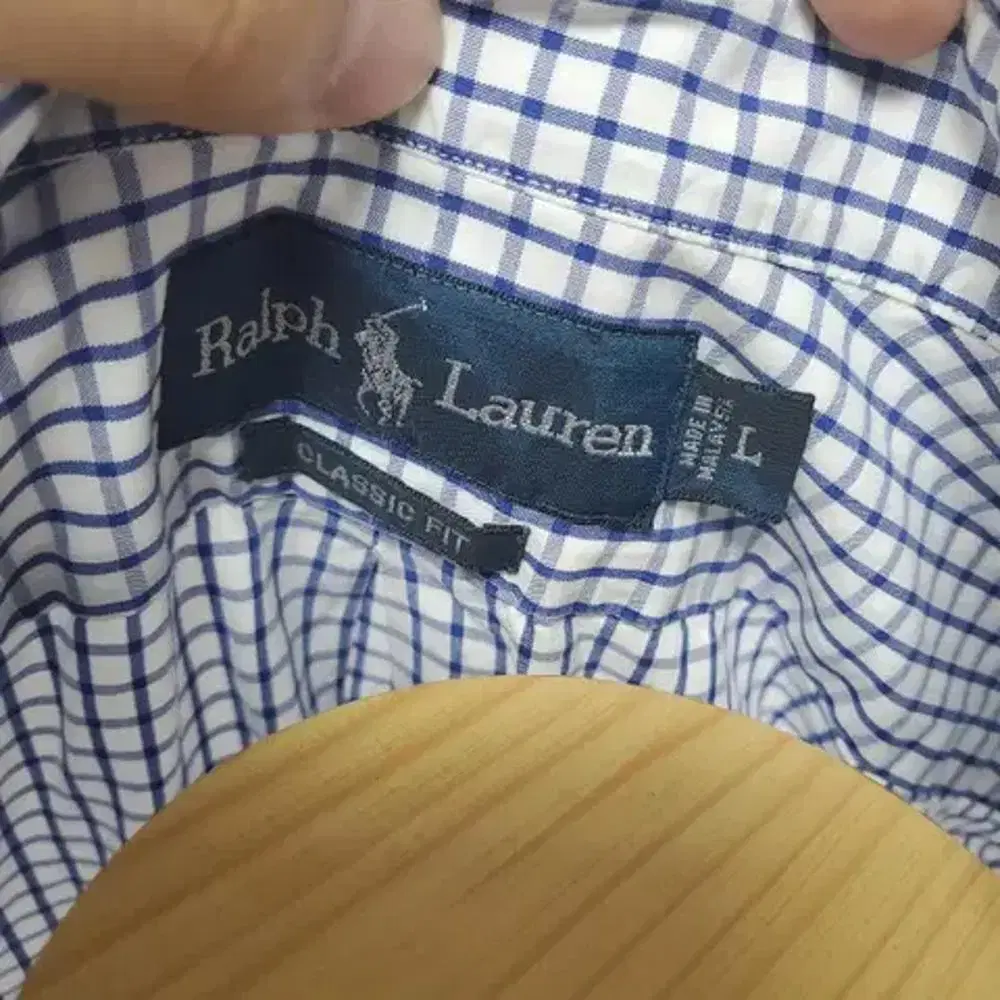 Ralph Lauren
MADE IN
MALAYSIA
L
CLASSIC FIT